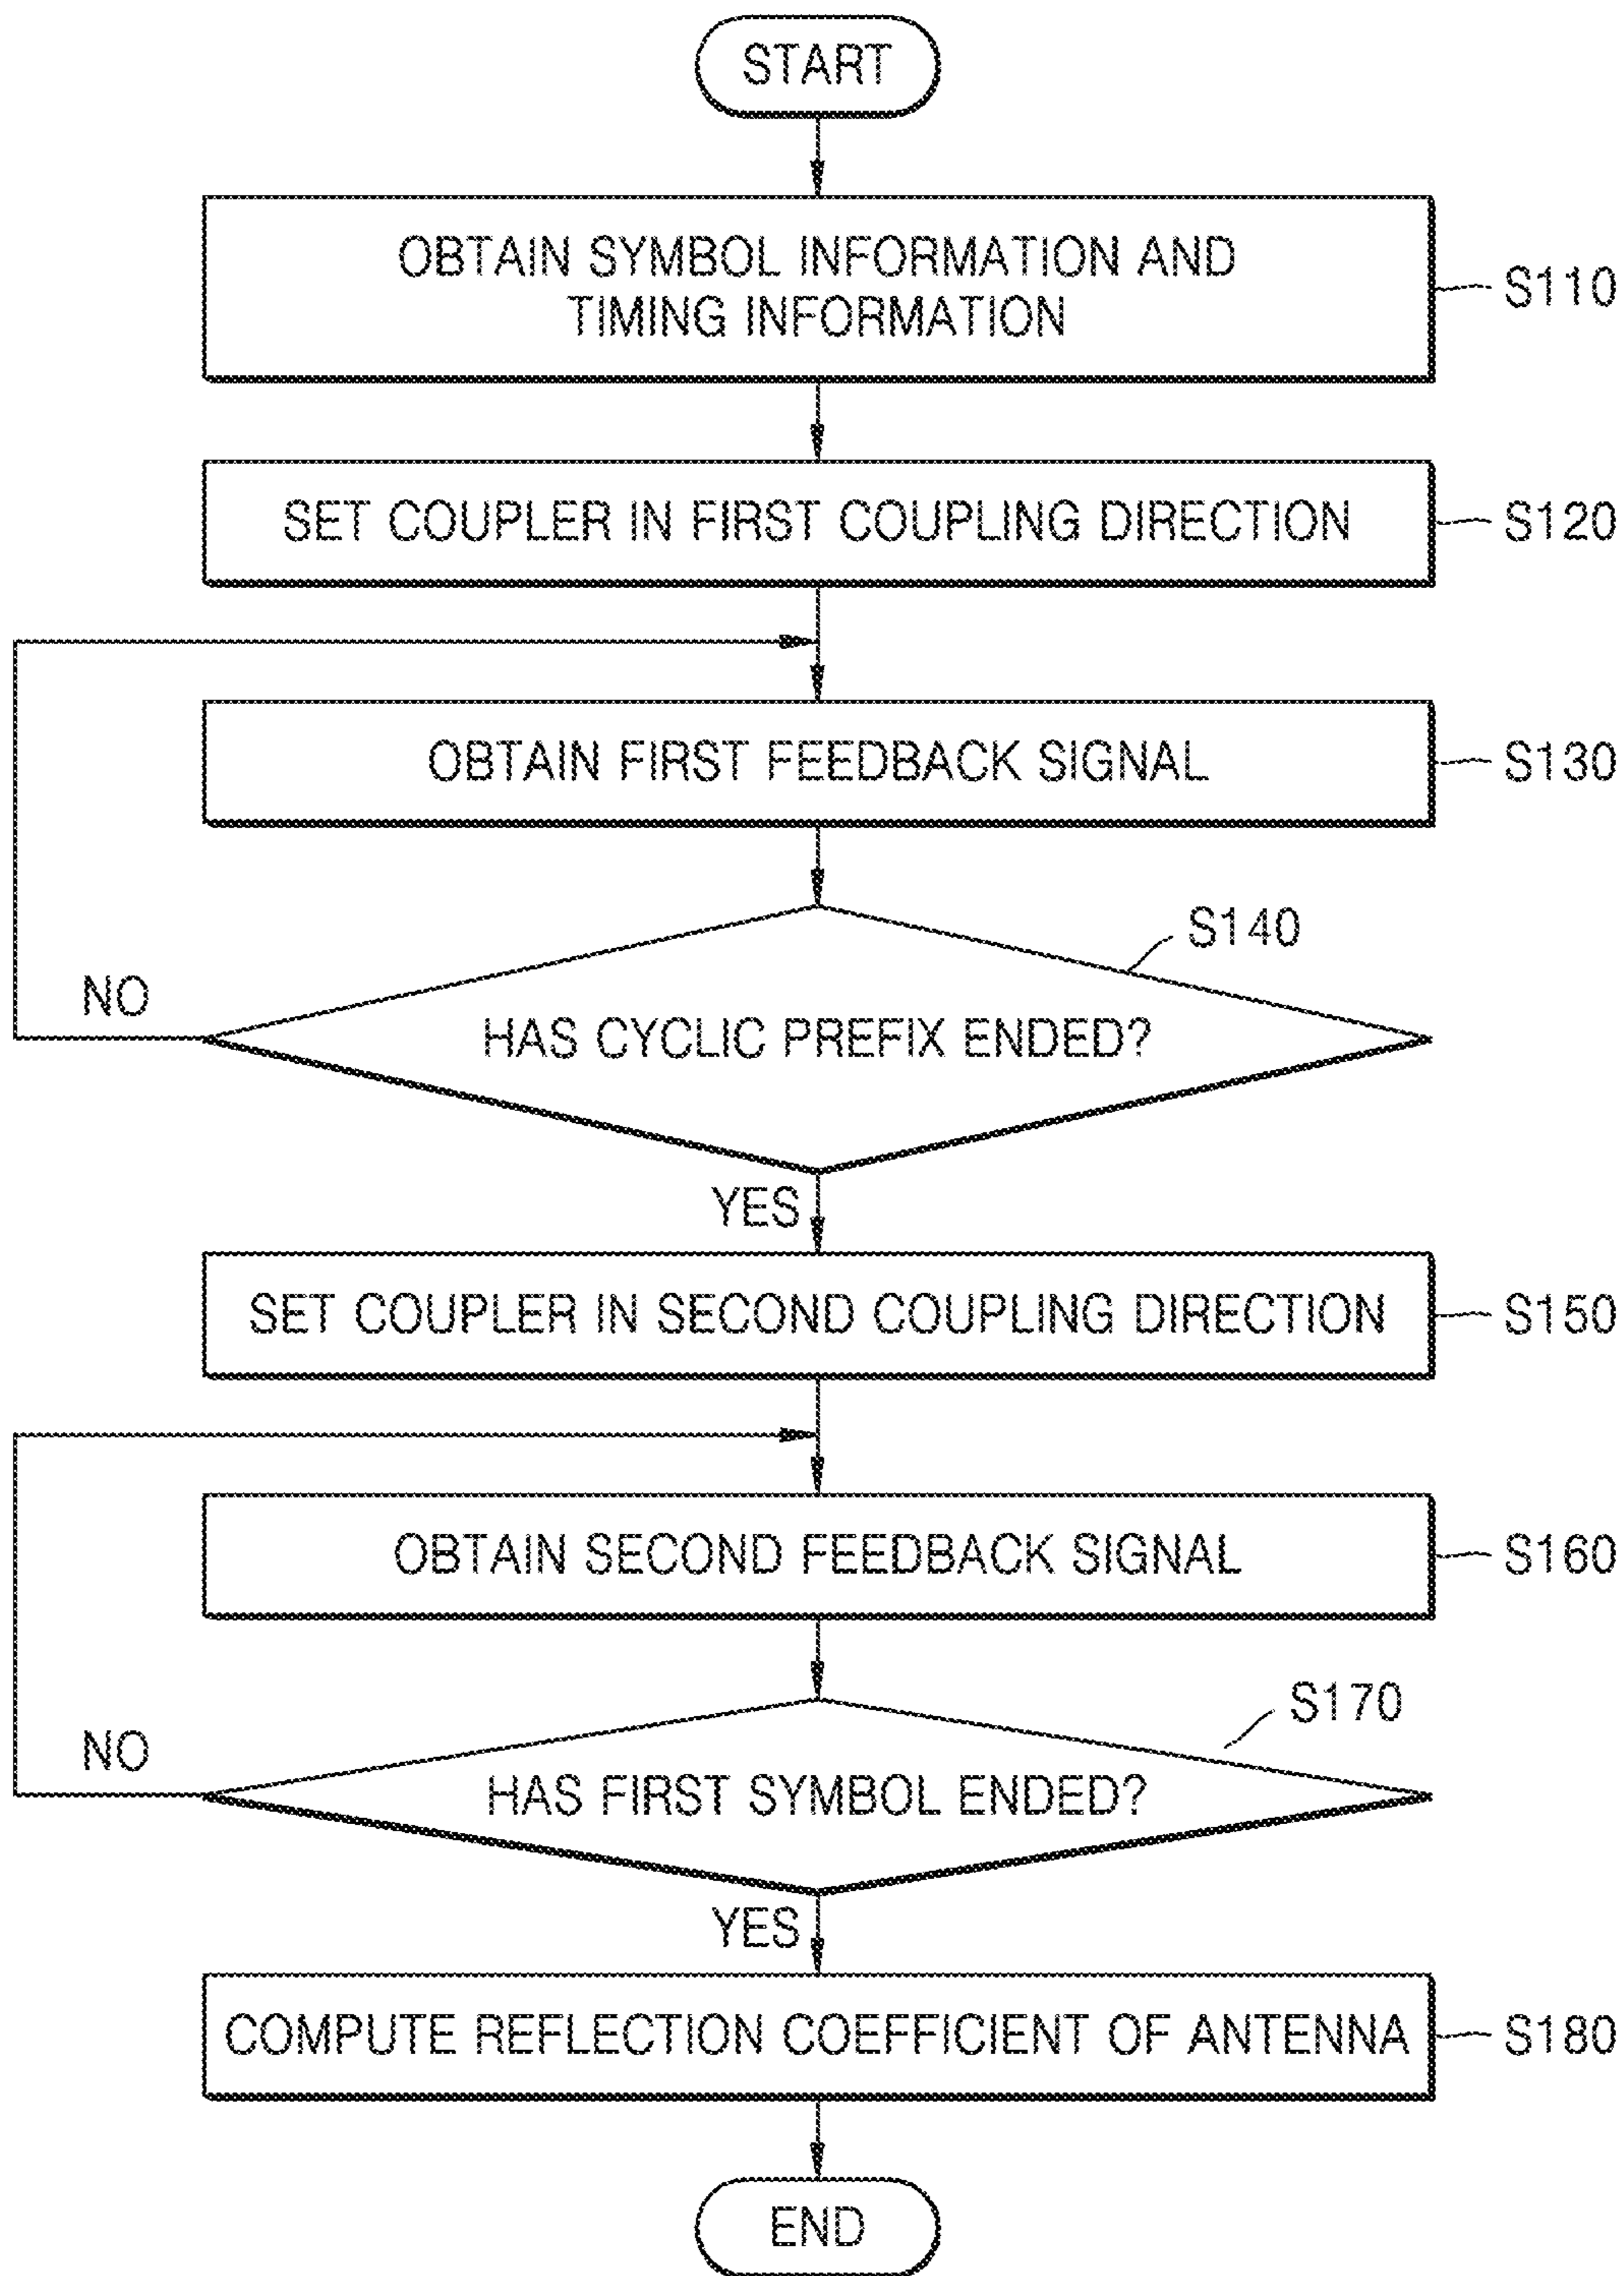 START
OBTAIN SYMBOL INFORMATION AND
TIMING INFORMATION
S110
SET COUPLER IN FIRST COUPLING DIRECTION
S120
OBTAIN FIRST FEEDBACK SIGNAL
S130
S140
NO
HAS CYCLIC PREFIX ENDED?
YES
SET COUPLER IN SECOND COUPLING DIRECTION
S150
OBTAIN SECOND FEEDBACK SIGNAL
S160
S170
NO
HAS FIRST SYMBOL ENDED?
YES
COMPUTE REFLECTION COEFFICIENT OF ANTENNA
S180
END